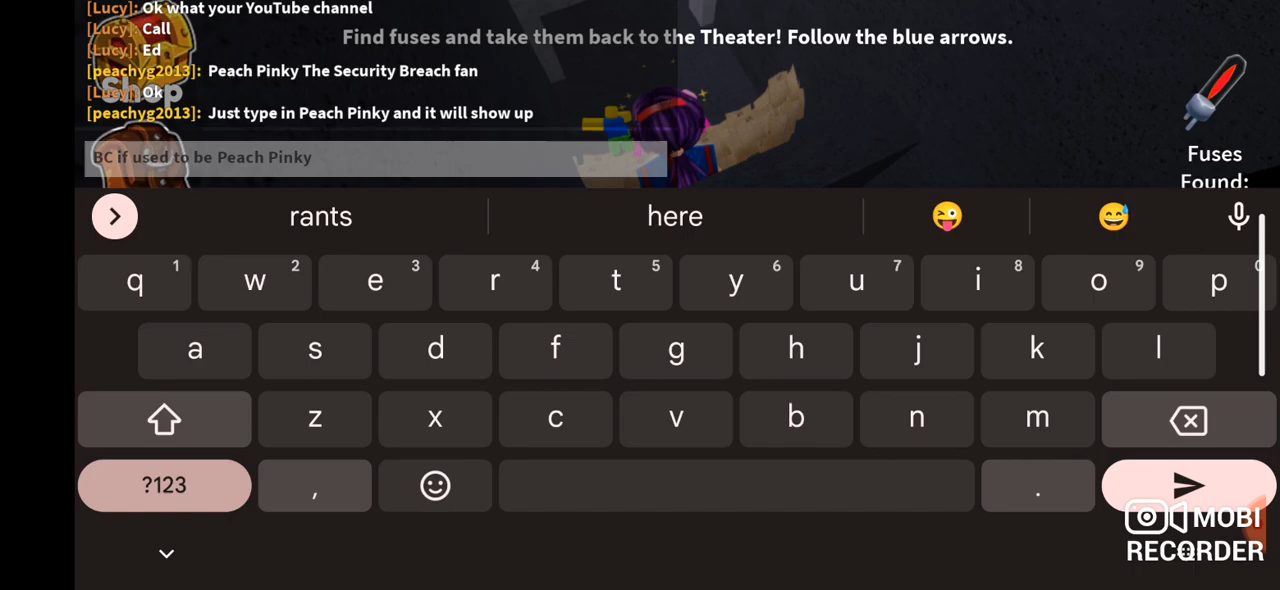 [Lucy]: Ok what your YouTube channel
[Lucy]: Call
[Lucy]: Ed
[peachyg2013]: Peach Pinky The Security Breach fan
[Lucy]: Ok
[peachyg2013]: Just type in Peach Pinky and it will show up
BC if used to be Peach Pinky
Shop
Find fuses and take them back to the Theater! Follow the blue arrows.
Fuses
Found:
rants here
q 1 w 2 e 3 r 4 t 5 y 6 u 7 i 8 o 9 p 0
a s d f g h j k l
z x c v b n m
?123 , .
MOBI
RECORDER